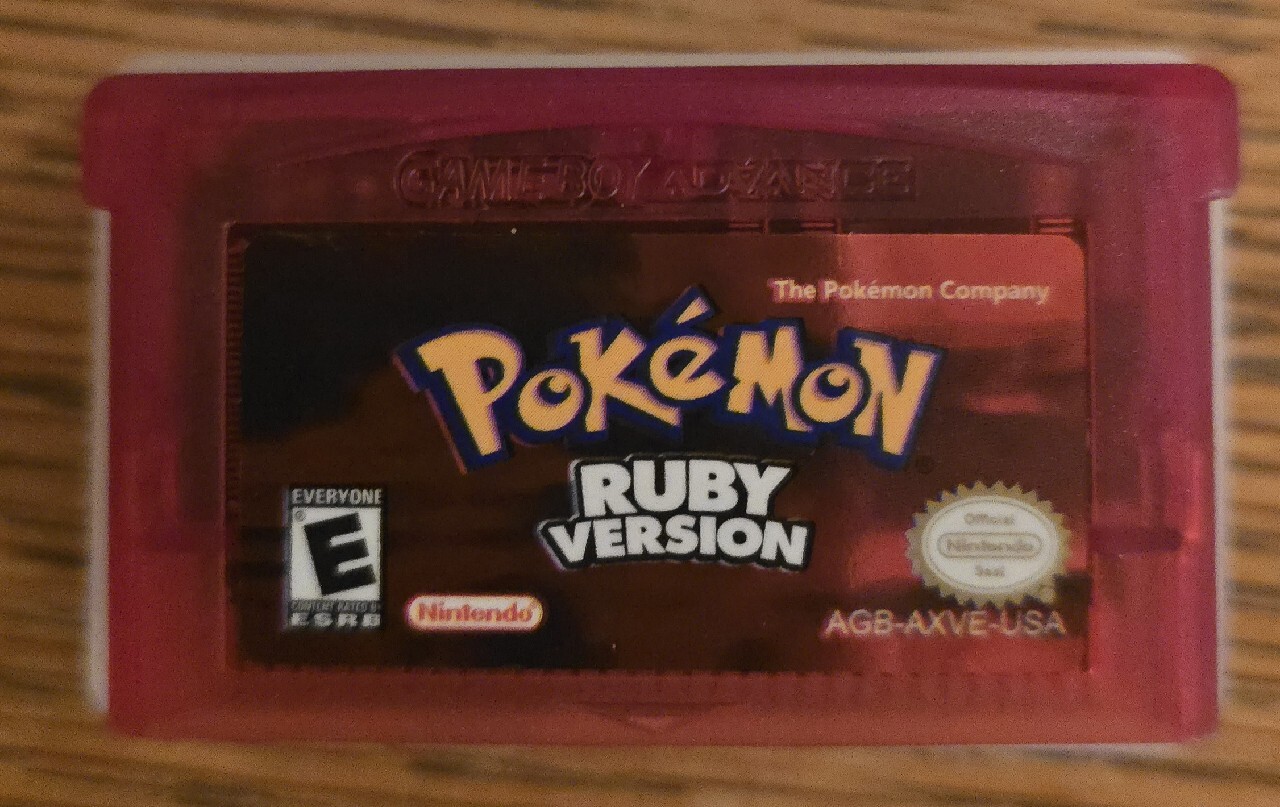 GAME BOY ADVANCE
The Pokémon Company
POKéMON
RUBY
VERSION
EVERYONE
E
CONTENT RATED BY
ESRB
Nintendo
Official
Nintendo
Seal
AGB-AXVE-USA